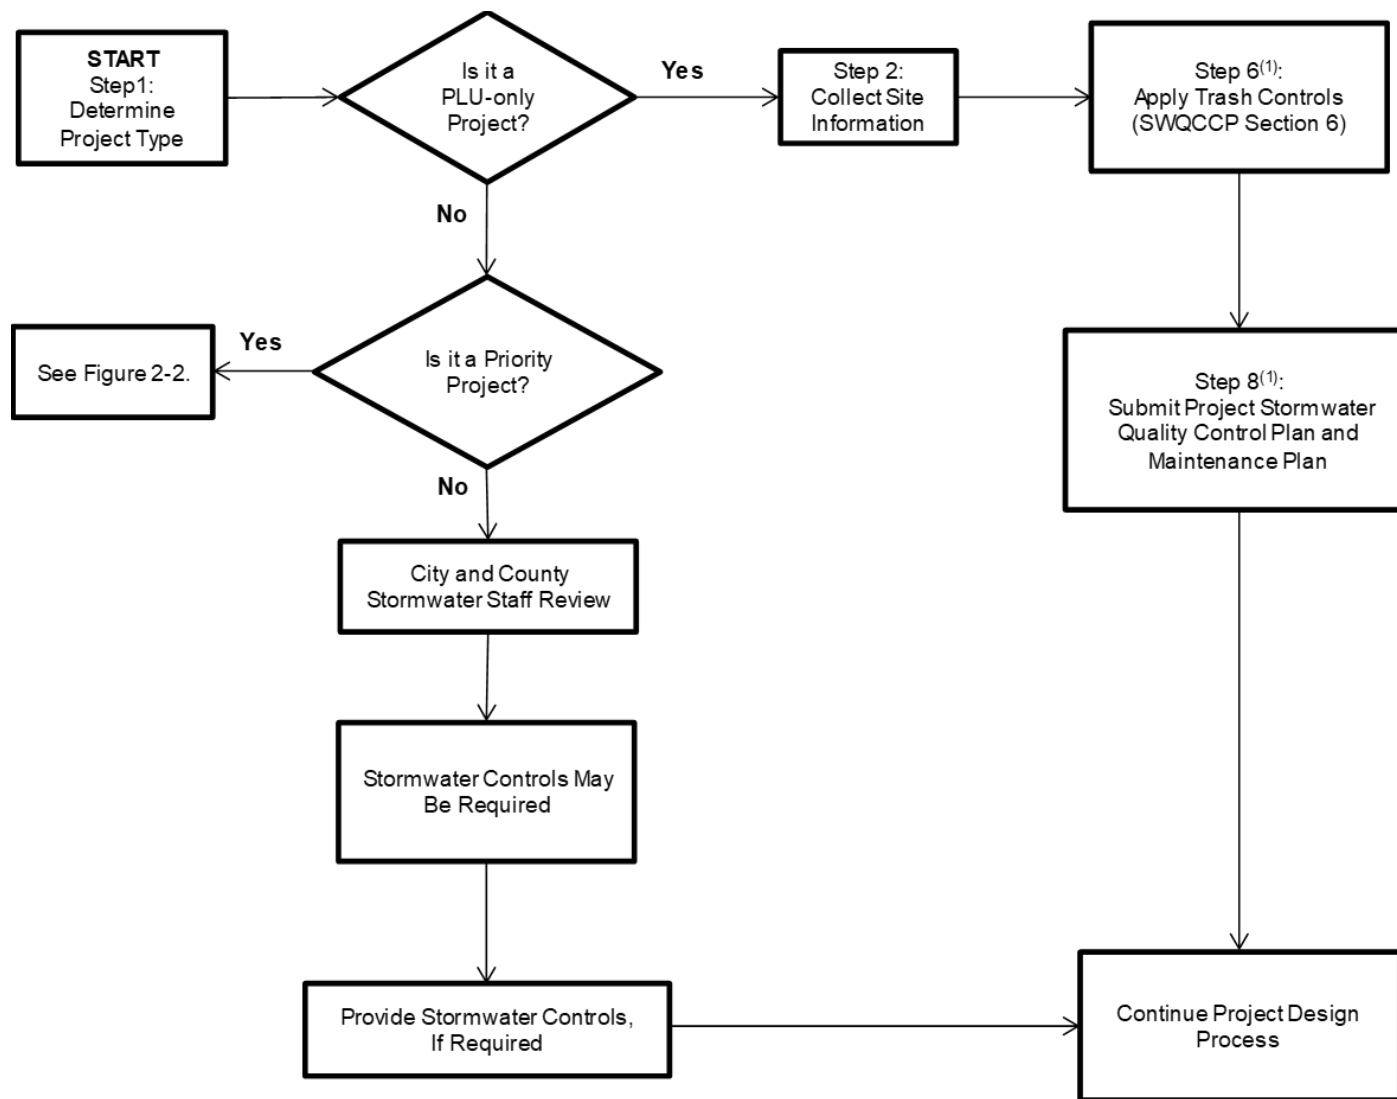 START
Step1:
Determine
Project Type
Is it a
PLU-only
Project?
Yes
Step 2:
Collect Site
Information
Step 6(1):
Apply Trash Controls
(SWQCCP Section 6)
No
See Figure 2-2.
Yes
Is it a Priority
Project?
Step 8(1):
Submit Project Stormwater
Quality Control Plan and
Maintenance Plan
No
City and County
Stormwater Staff Review
Stormwater Controls May
Be Required
Provide Stormwater Controls,
If Required
Continue Project Design
Process